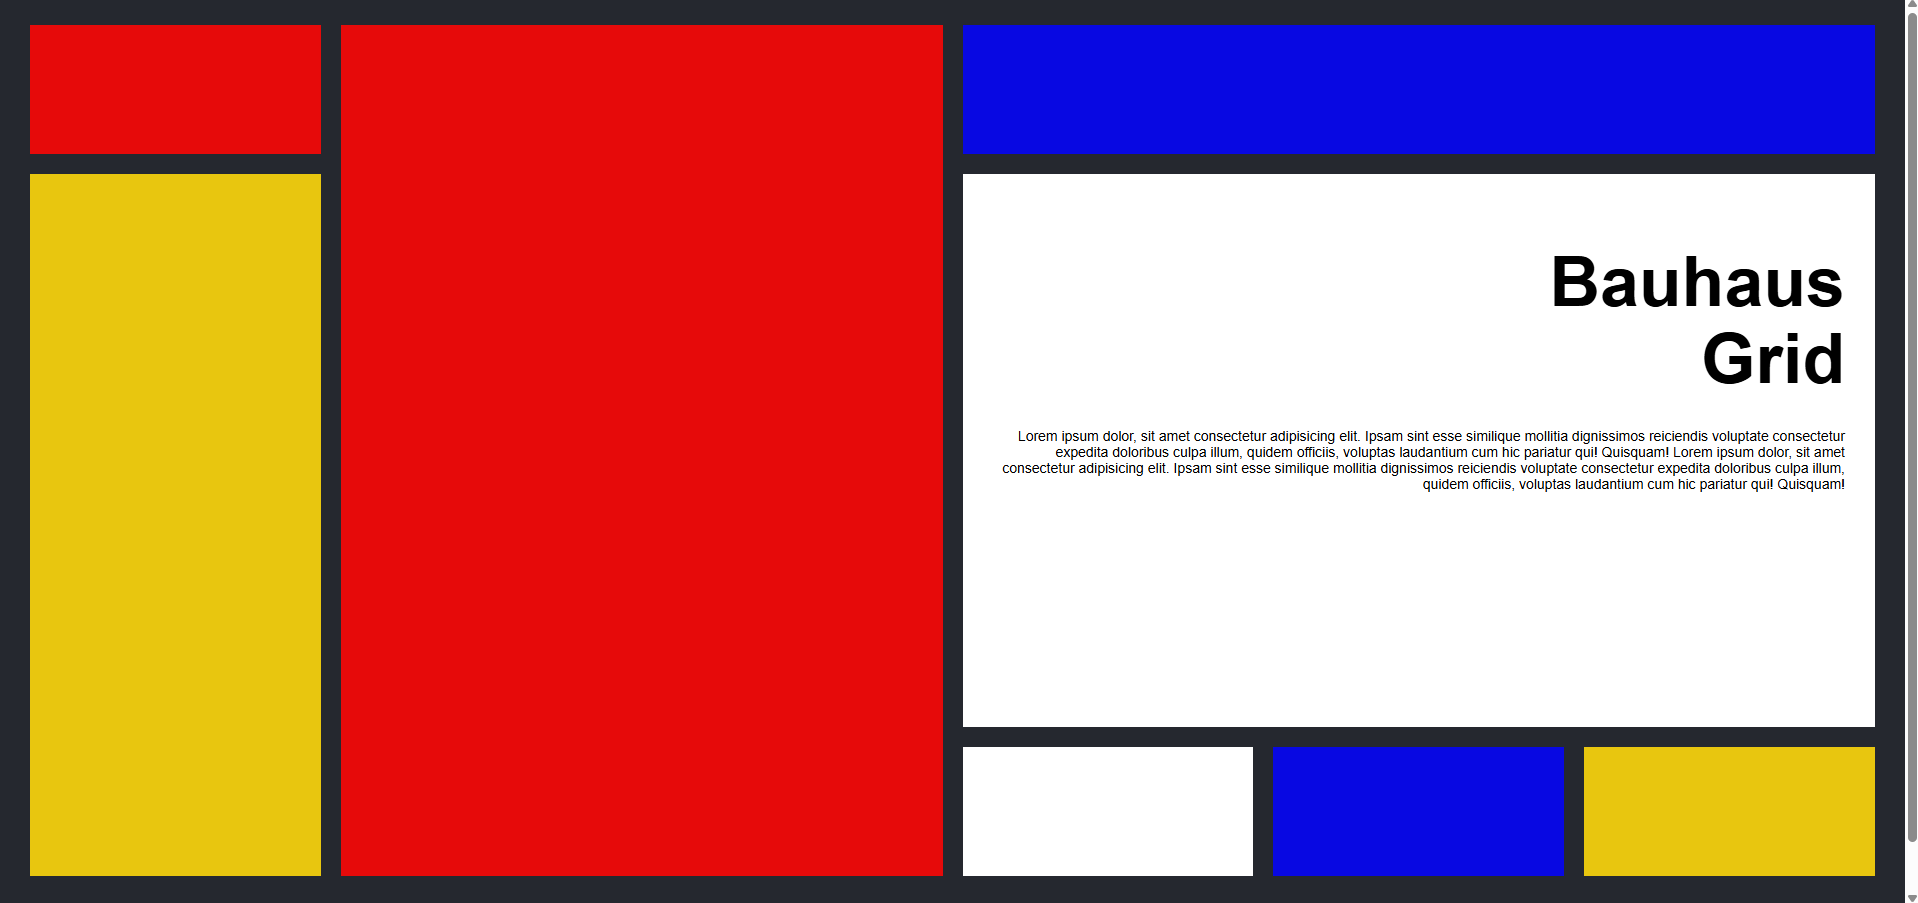 Bauhaus
Grid
Lorem ipsum dolor, sit amet consectetur adipisicing elit. Ipsam sint esse similique mollitia dignissimos reiciendis voluptate consectetur
expedita doloribus culpa illum, quidem officiis, voluptas laudantium cum hic pariatur qui! Quisquam! Lorem ipsum dolor, sit amet
consectetur adipisicing elit. Ipsam sint esse similique mollitia dignissimos reiciendis voluptate consectetur expedita doloribus culpa illum,
quidem officiis, voluptas laudantium cum hic pariatur qui! Quisquam!